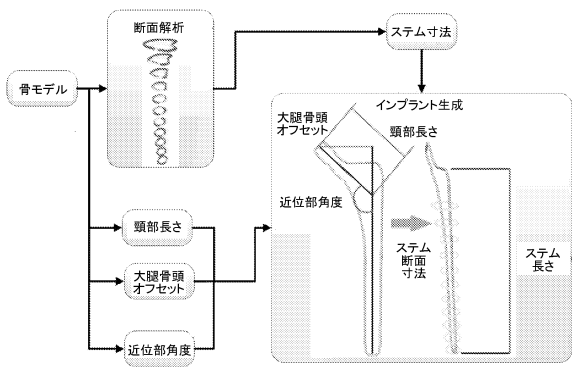 断面解析
ステム寸法
骨モデル
インプラント生成
大腿骨頭
オフセット
頸部長さ
近位部角度
ステム
断面
寸法
ステム
長さ
頸部長さ
大腿骨頭
オフセット
近位部角度